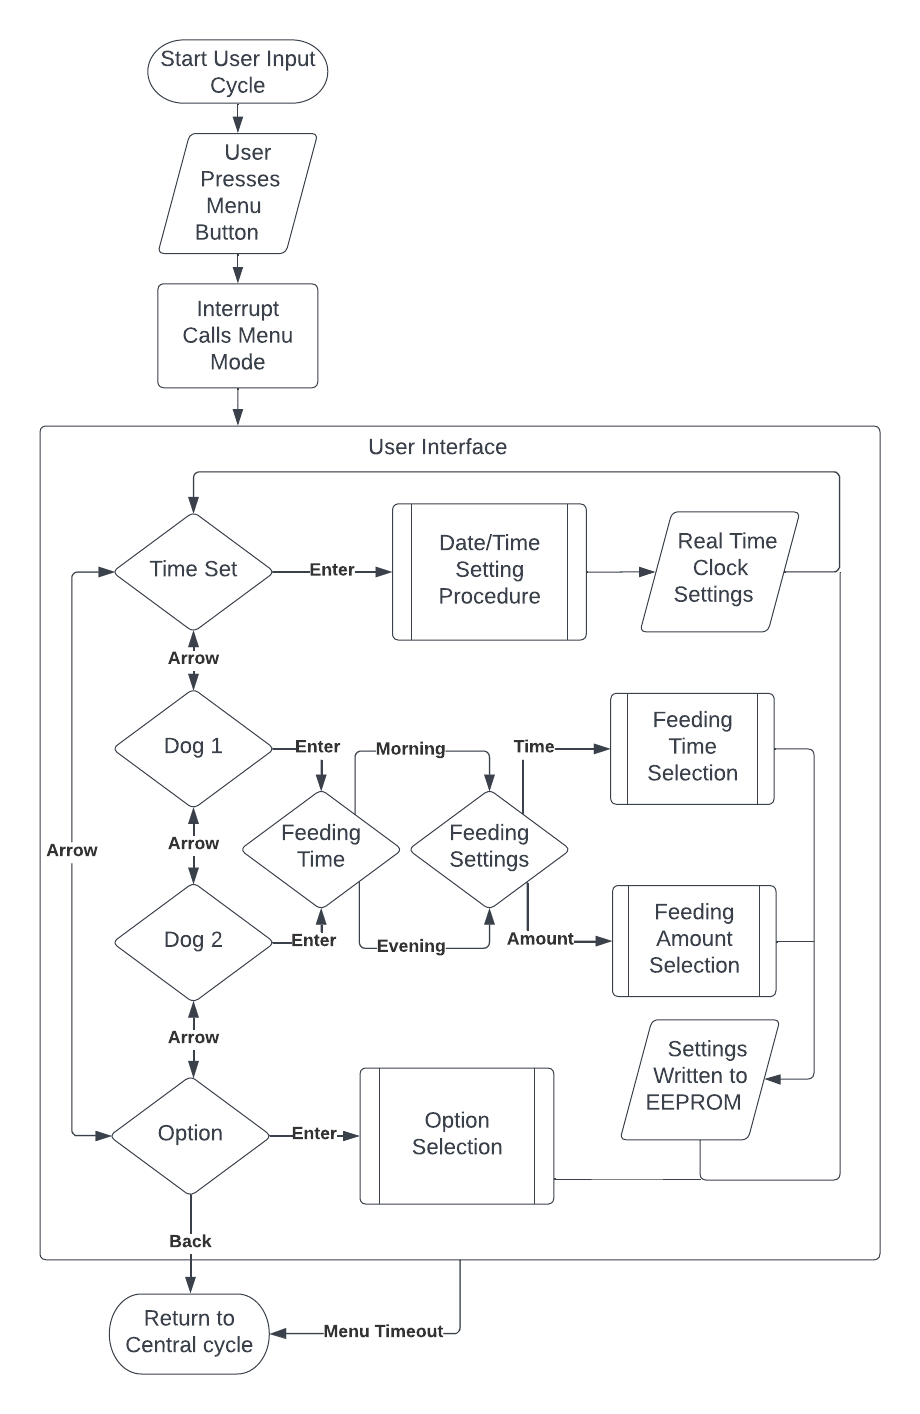 Start User Input
Cycle
User
Presses
Menu
Button
Interrupt
Calls Menu
Mode
User Interface
Time Set
Enter
Date/Time
Setting
Procedure
Real Time
Clock
Settings
Arrow
Dog 1
Enter
Morning
Time
Feeding
Time
Selection
Arrow
Arrow
Feeding
Time
Feeding
Settings
Dog 2
Enter
Evening
Amount
Feeding
Amount
Selection
Arrow
Settings
Written to
EEPROM
Option
Enter
Option
Selection
Back
Return to
Central cycle
Menu Timeout